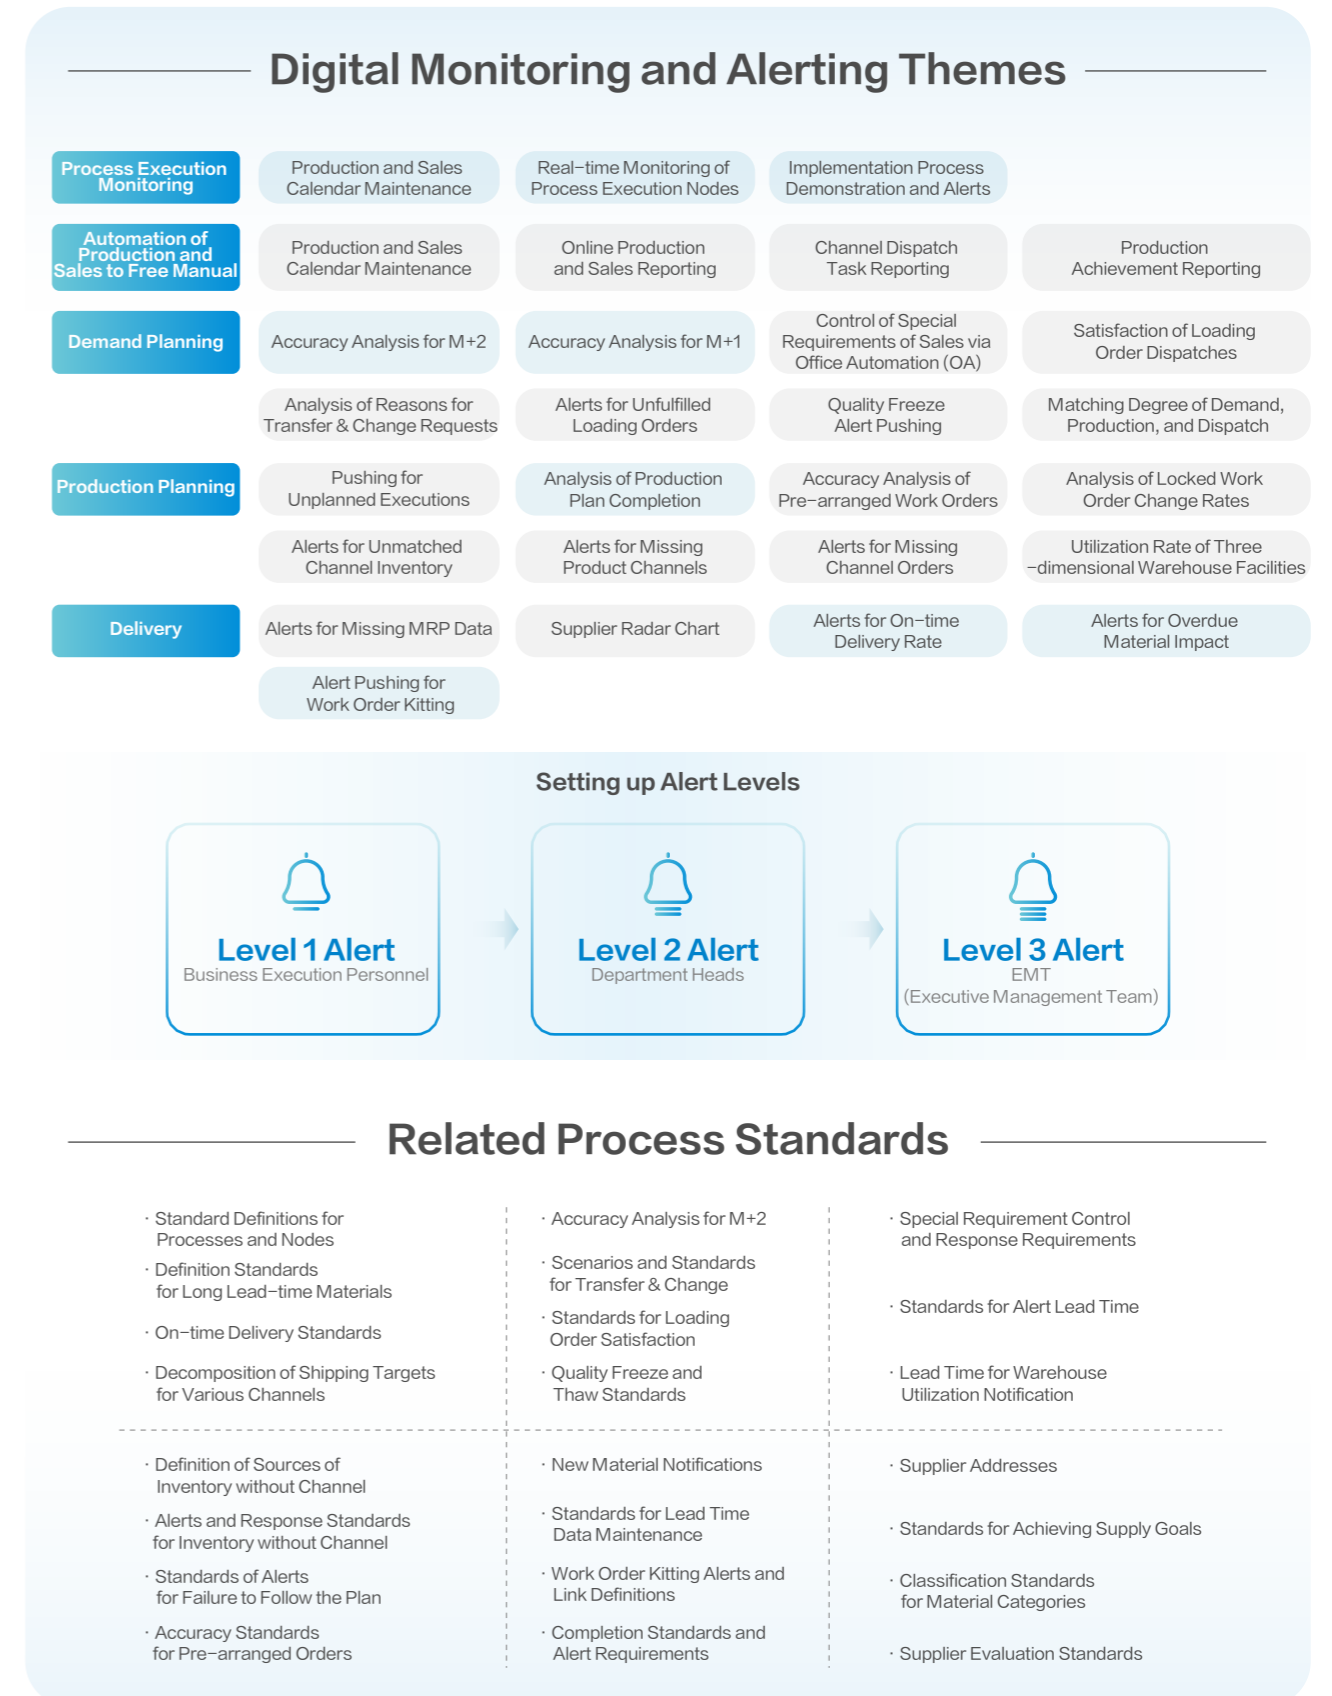 Digital Monitoring and Alerting Themes
Process Execution
Monitoring
Production and Sales
Calendar Maintenance
Real-time Monitoring of
Process Execution Nodes
Implementation Process
Demonstration and Alerts
Automation of
Production and
Sales to Free Manual
Production and Sales
Calendar Maintenance
Online Production
and Sales Reporting
Channel Dispatch
Task Reporting
Production
Achievement Reporting
Demand Planning
Accuracy Analysis for M+2
Accuracy Analysis for M+1
Control of Special
Requirements of Sales via
Office Automation (OA)
Satisfaction of Loading
Order Dispatches
Analysis of Reasons for
Transfer & Change Requests
Alerts for Unfulfilled
Loading Orders
Quality Freeze
Alert Pushing
Matching Degree of Demand,
Production, and Dispatch
Production Planning
Pushing for
Unplanned Executions
Analysis of Production
Plan Completion
Accuracy Analysis of
Pre-arranged Work Orders
Analysis of Locked Work
Order Change Rates
Alerts for Unmatched
Channel Inventory
Alerts for Missing
Product Channels
Alerts for Missing
Channel Orders
Utilization Rate of Three
-dimensional Warehouse Facilities
Delivery
Alerts for Missing MRP Data
Supplier Radar Chart
Alerts for On-time
Delivery Rate
Alerts for Overdue
Material Impact
Alert Pushing for
Work Order Kitting
Setting up Alert Levels
Level 1 Alert
Business Execution Personnel
Level 2 Alert
Department Heads
Level 3 Alert
EMT
(Executive Management Team)
Related Process Standards
· Standard Definitions for
Processes and Nodes
· Definition Standards
for Long Lead-time Materials
· On-time Delivery Standards
· Decomposition of Shipping Targets
for Various Channels
· Accuracy Analysis for M+2
· Scenarios and Standards
for Transfer & Change
· Standards for Loading
Order Satisfaction
· Quality Freeze and
Thaw Standards
· Special Requirement Control
and Response Requirements
· Standards for Alert Lead Time
· Lead Time for Warehouse
Utilization Notification
· Definition of Sources of
Inventory without Channel
· Alerts and Response Standards
for Inventory without Channel
· Standards of Alerts
for Failure to Follow the Plan
· Accuracy Standards
for Pre-arranged Orders
· New Material Notifications
· Standards for Lead Time
Data Maintenance
· Work Order Kitting Alerts and
Link Definitions
· Completion Standards and
Alert Requirements
· Supplier Addresses
· Standards for Achieving Supply Goals
· Classification Standards
for Material Categories
· Supplier Evaluation Standards